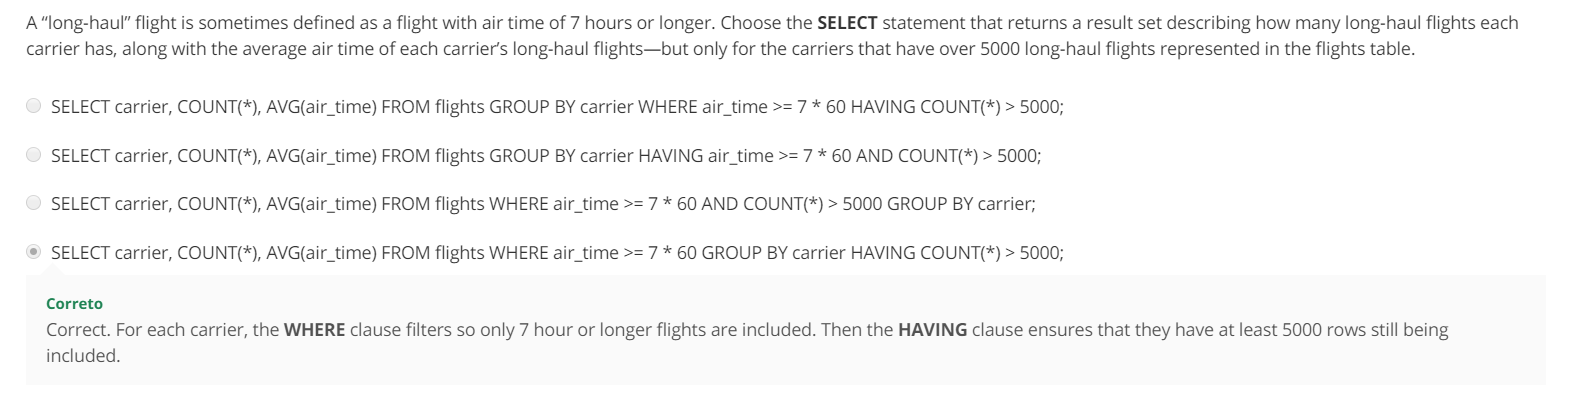 A “long-haul” flight is sometimes defined as a flight with air time of 7 hours or longer. Choose the SELECT statement that returns a result set describing how many long-haul flights each
carrier has, along with the average air time of each carrier’s long-haul flights—but only for the carriers that have over 5000 long-haul flights represented in the flights table.
SELECT carrier, COUNT(*), AVG(air_time) FROM flights GROUP BY carrier WHERE air_time >= 7 * 60 HAVING COUNT(*) > 5000;
SELECT carrier, COUNT(*), AVG(air_time) FROM flights GROUP BY carrier HAVING air_time >= 7 * 60 AND COUNT(*) > 5000;
SELECT carrier, COUNT(*), AVG(air_time) FROM flights WHERE air_time >= 7 * 60 AND COUNT(*) > 5000 GROUP BY carrier;
SELECT carrier, COUNT(*), AVG(air_time) FROM flights WHERE air_time >= 7 * 60 GROUP BY carrier HAVING COUNT(*) > 5000;
Correto
Correct. For each carrier, the WHERE clause filters so only 7 hour or longer flights are included. Then the HAVING clause ensures that they have at least 5000 rows still being
included.